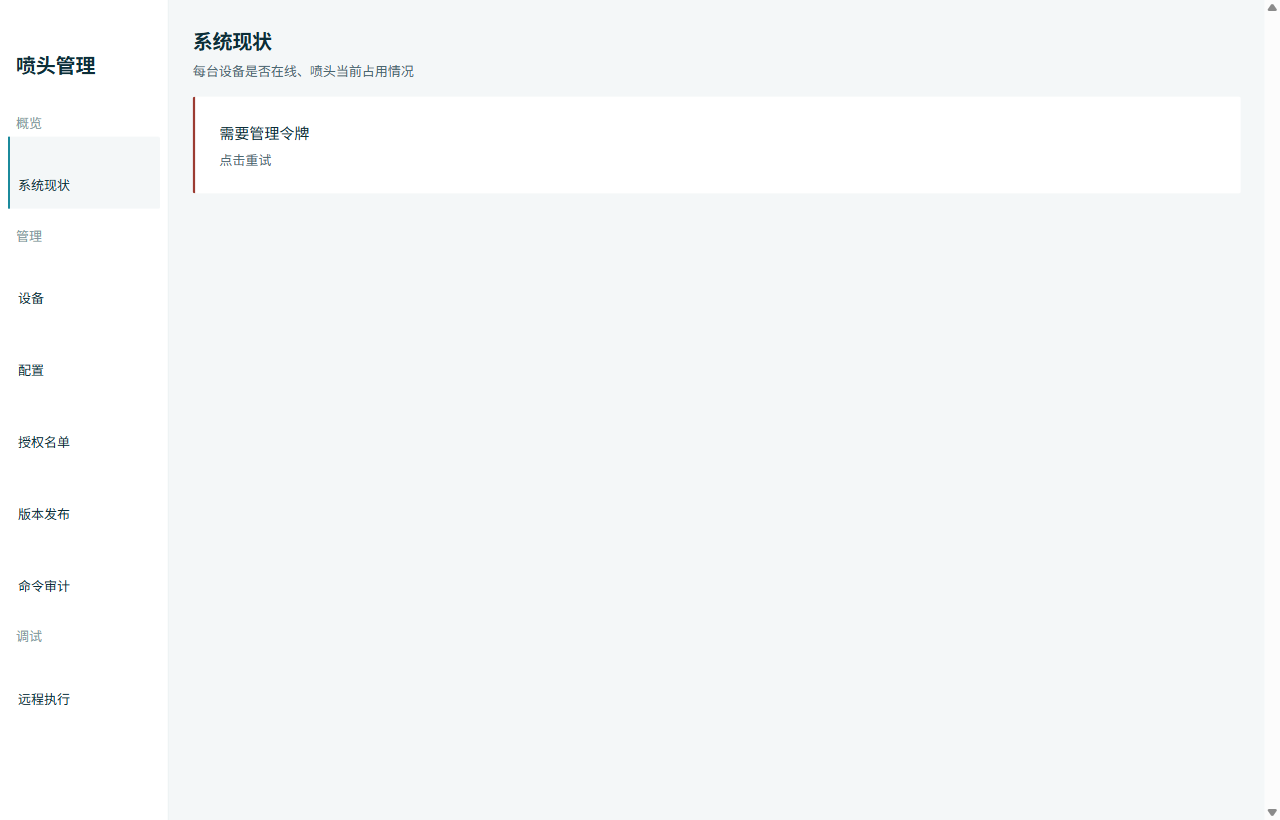 喷头管理
概览
系统现状
管理
设备
配置
授权名单
版本发布
命令审计
调试
远程执行
系统现状
每台设备是否在线、喷头当前占用情况
需要管理令牌
点击重试